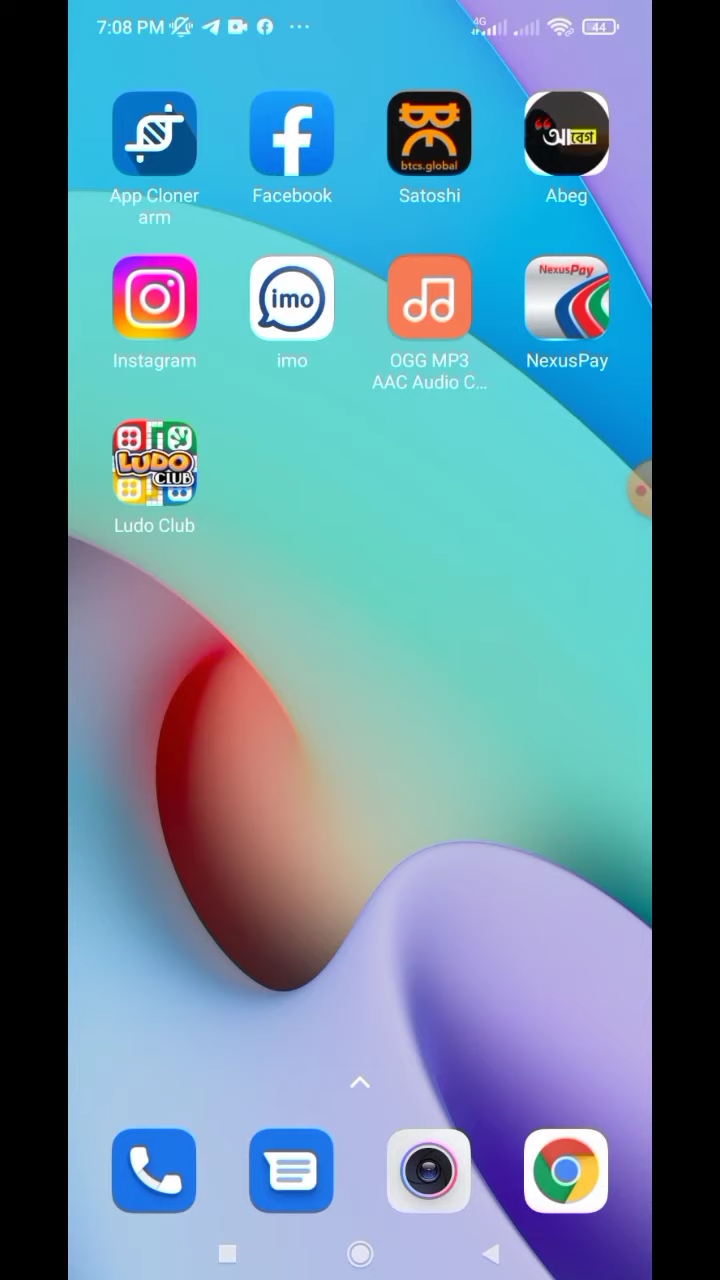 7:08 PM
4G
44
btcs.global
“আবেগ
App Cloner
arm
Facebook
Satoshi
Abeg
imo
NexusPay
Instagram
imo
OGG MP3
AAC Audio C...
NexusPay
LUDO
CLUB
Ludo Club